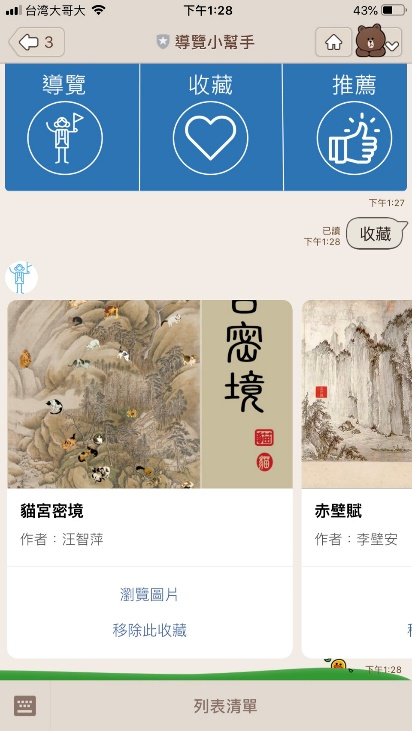 台湾大哥大
下午1:28
43%
3
導覽小幫手
導覽
收藏
推薦
下午1:27
已讀
下午1:28
收藏
密境
貓宮密境
作者：汪智萍
瀏覽圖片
移除此收藏
赤壁賦
作者：李壁安
下午1:28
列表清單